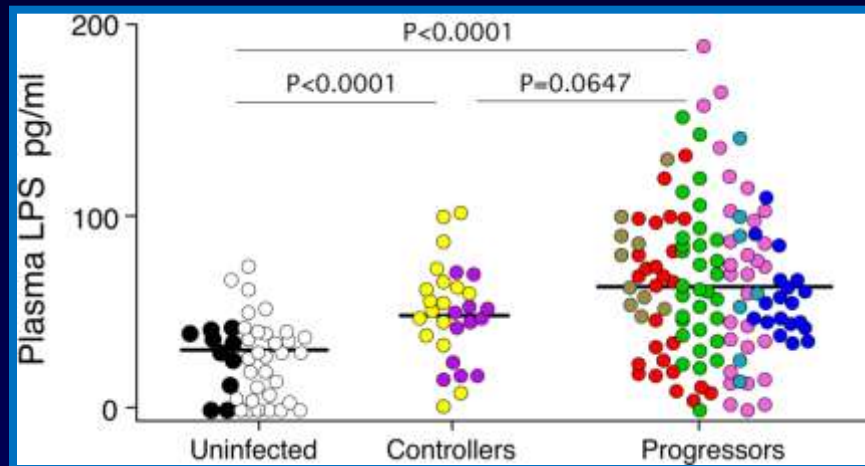 200
P<0.0001
P<0.0001
P=0.0647
100
0
Plasma LPS pg/ml
Uninfected
Controllers
Progressors